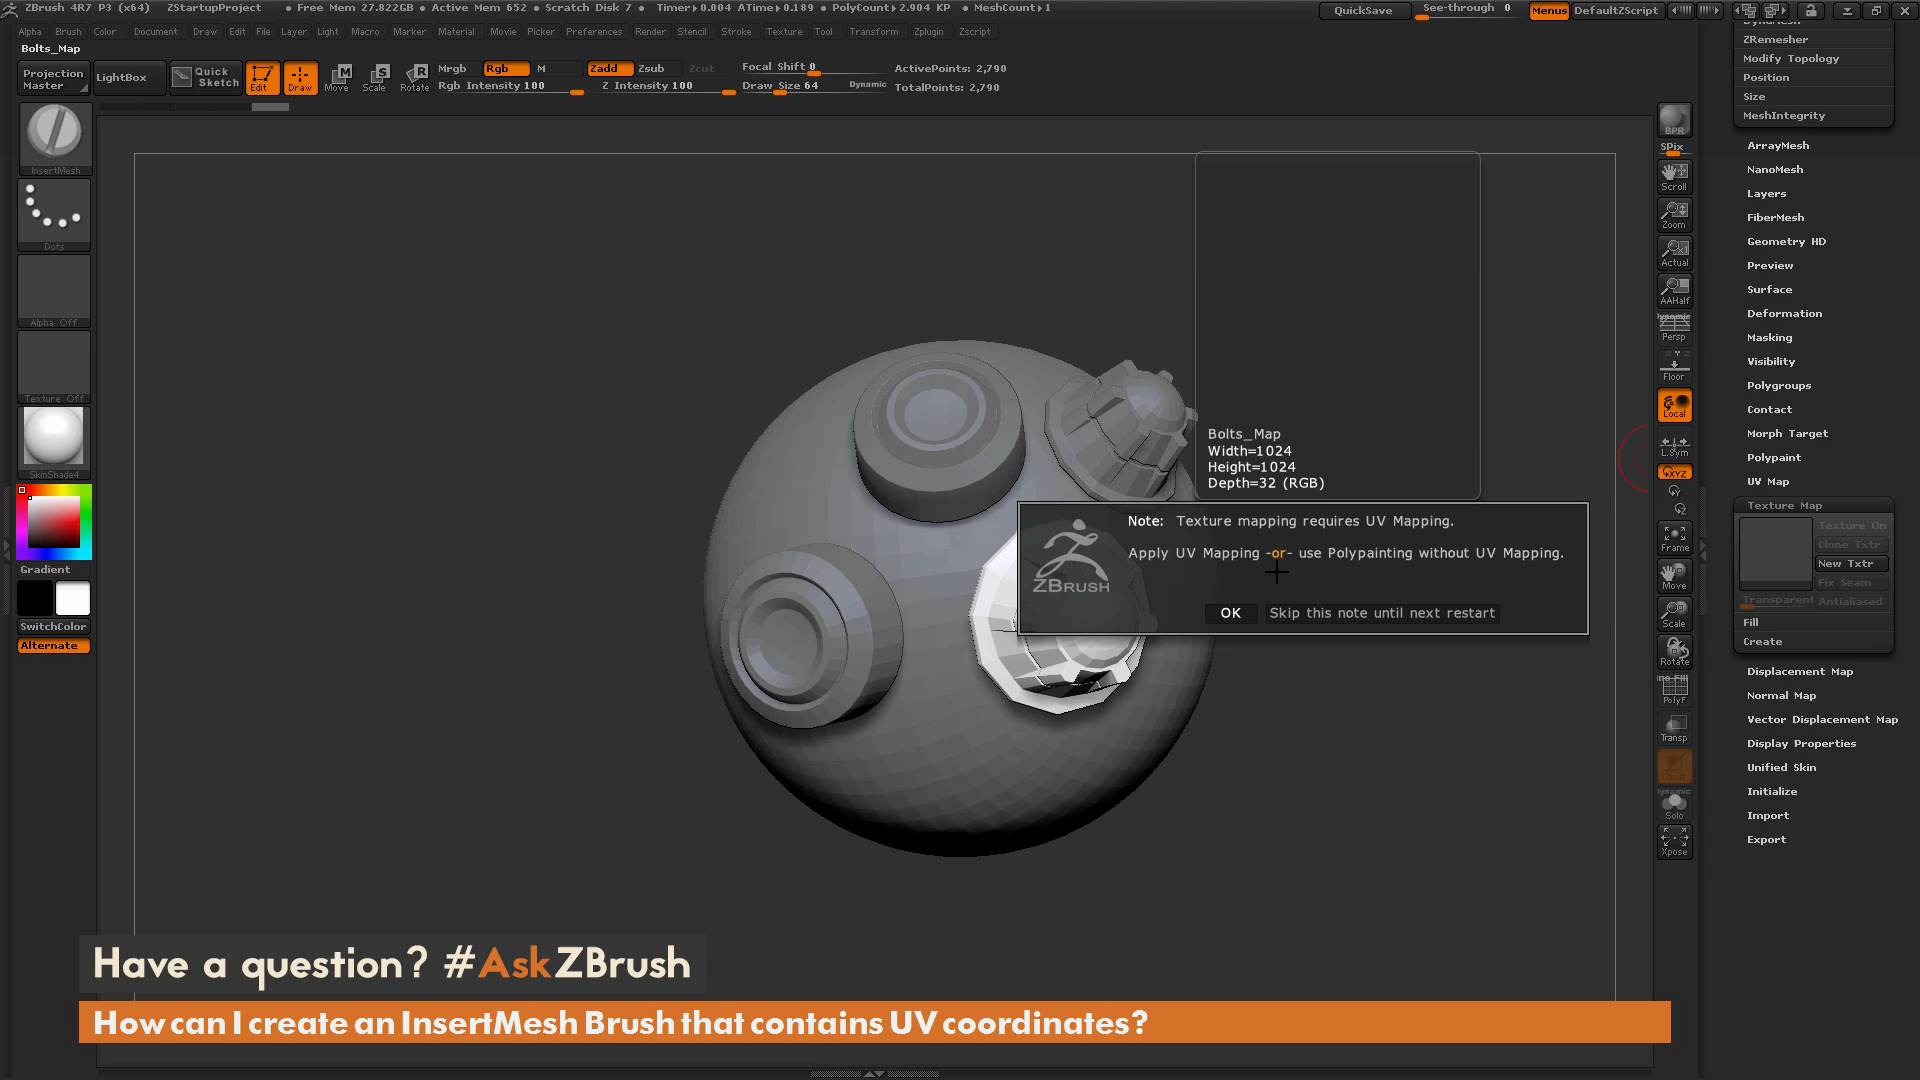 ZBrush 4R7 P3 (x64) ZStartupProject • Free Mem 27.822GB • Active Mem 652 • Scratch Disk 7 • Timer▸0.004 ATime▸0.189 • PolyCount▸2.904 KP • MeshCount▸1 QuickSave See-through 0 Menus DefaultZScript
Alpha Brush Color Document Draw Edit File Layer Light Macro Marker Material Movie Picker Preferences Render Stencil Stroke Texture Tool Transform Zplugin Zscript
Bolts_Map
Projection Master
LightBox
Quick Sketch
Edit
Draw
Move
Scale
Rotate
Mrgb Rgb M
Rgb Intensity 100
Zadd Zsub Zcut
Z Intensity 100
Focal Shift 0
Draw Size 64 Dynamic
ActivePoints: 2,790
TotalPoints: 2,790
InsertMesh
Dots
Alpha Off
Texture Off
SkinShade4
Gradient
SwitchColor
Alternate
Bolts_Map
Width=1024
Height=1024
Depth=32 (RGB)
Note: Texture mapping requires UV Mapping.
Apply UV Mapping -or- use Polypainting without UV Mapping.
ZBRUSH
OK Skip this note until next restart
BPR
SPix
Scroll
Zoom
Actual
AAHalf
Dynamic
Persp
Floor
Local
L.Sym
XYZ
Frame
Move
Scale
Rotate
PolyF
Transp
Ghost
Dynamic
Solo
Xpose
ZRemesher
Modify Topology
Position
Size
MeshIntegrity
ArrayMesh
NanoMesh
Layers
FiberMesh
Geometry HD
Preview
Surface
Deformation
Masking
Visibility
Polygroups
Contact
Morph Target
Polypaint
UV Map
Texture Map
Texture On
Clone Txtr
New Txtr
Fix Seam
Transparent Antialiased
Fill
Create
Displacement Map
Normal Map
Vector Displacement Map
Display Properties
Unified Skin
Initialize
Import
Export
Have a question? #AskZBrush
How can I create an InsertMesh Brush that contains UV coordinates?